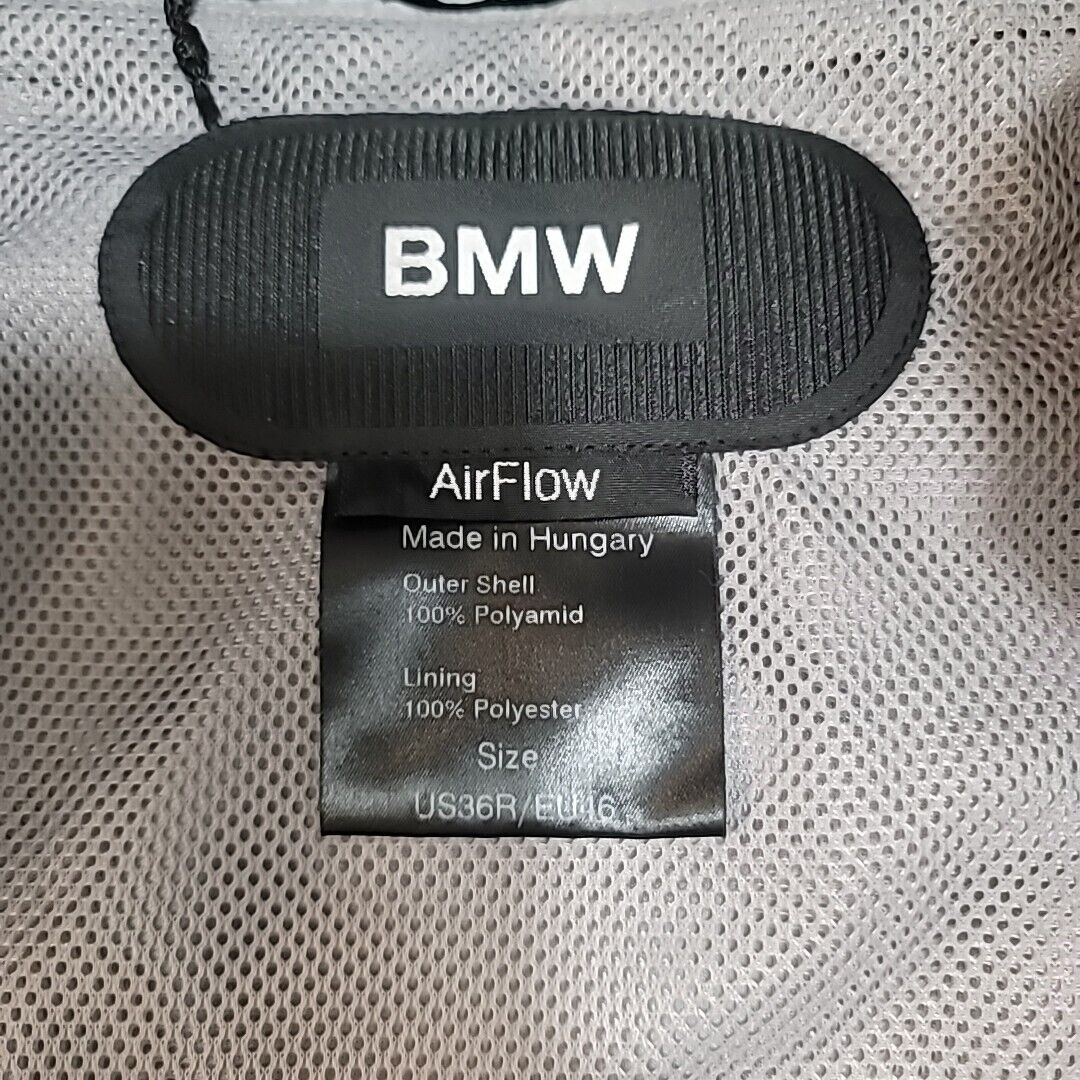 BMW
AirFlow
Made in Hungary
Outer Shell
100% Polyamid
Lining
100% Polyester
Size
US36R/EU46